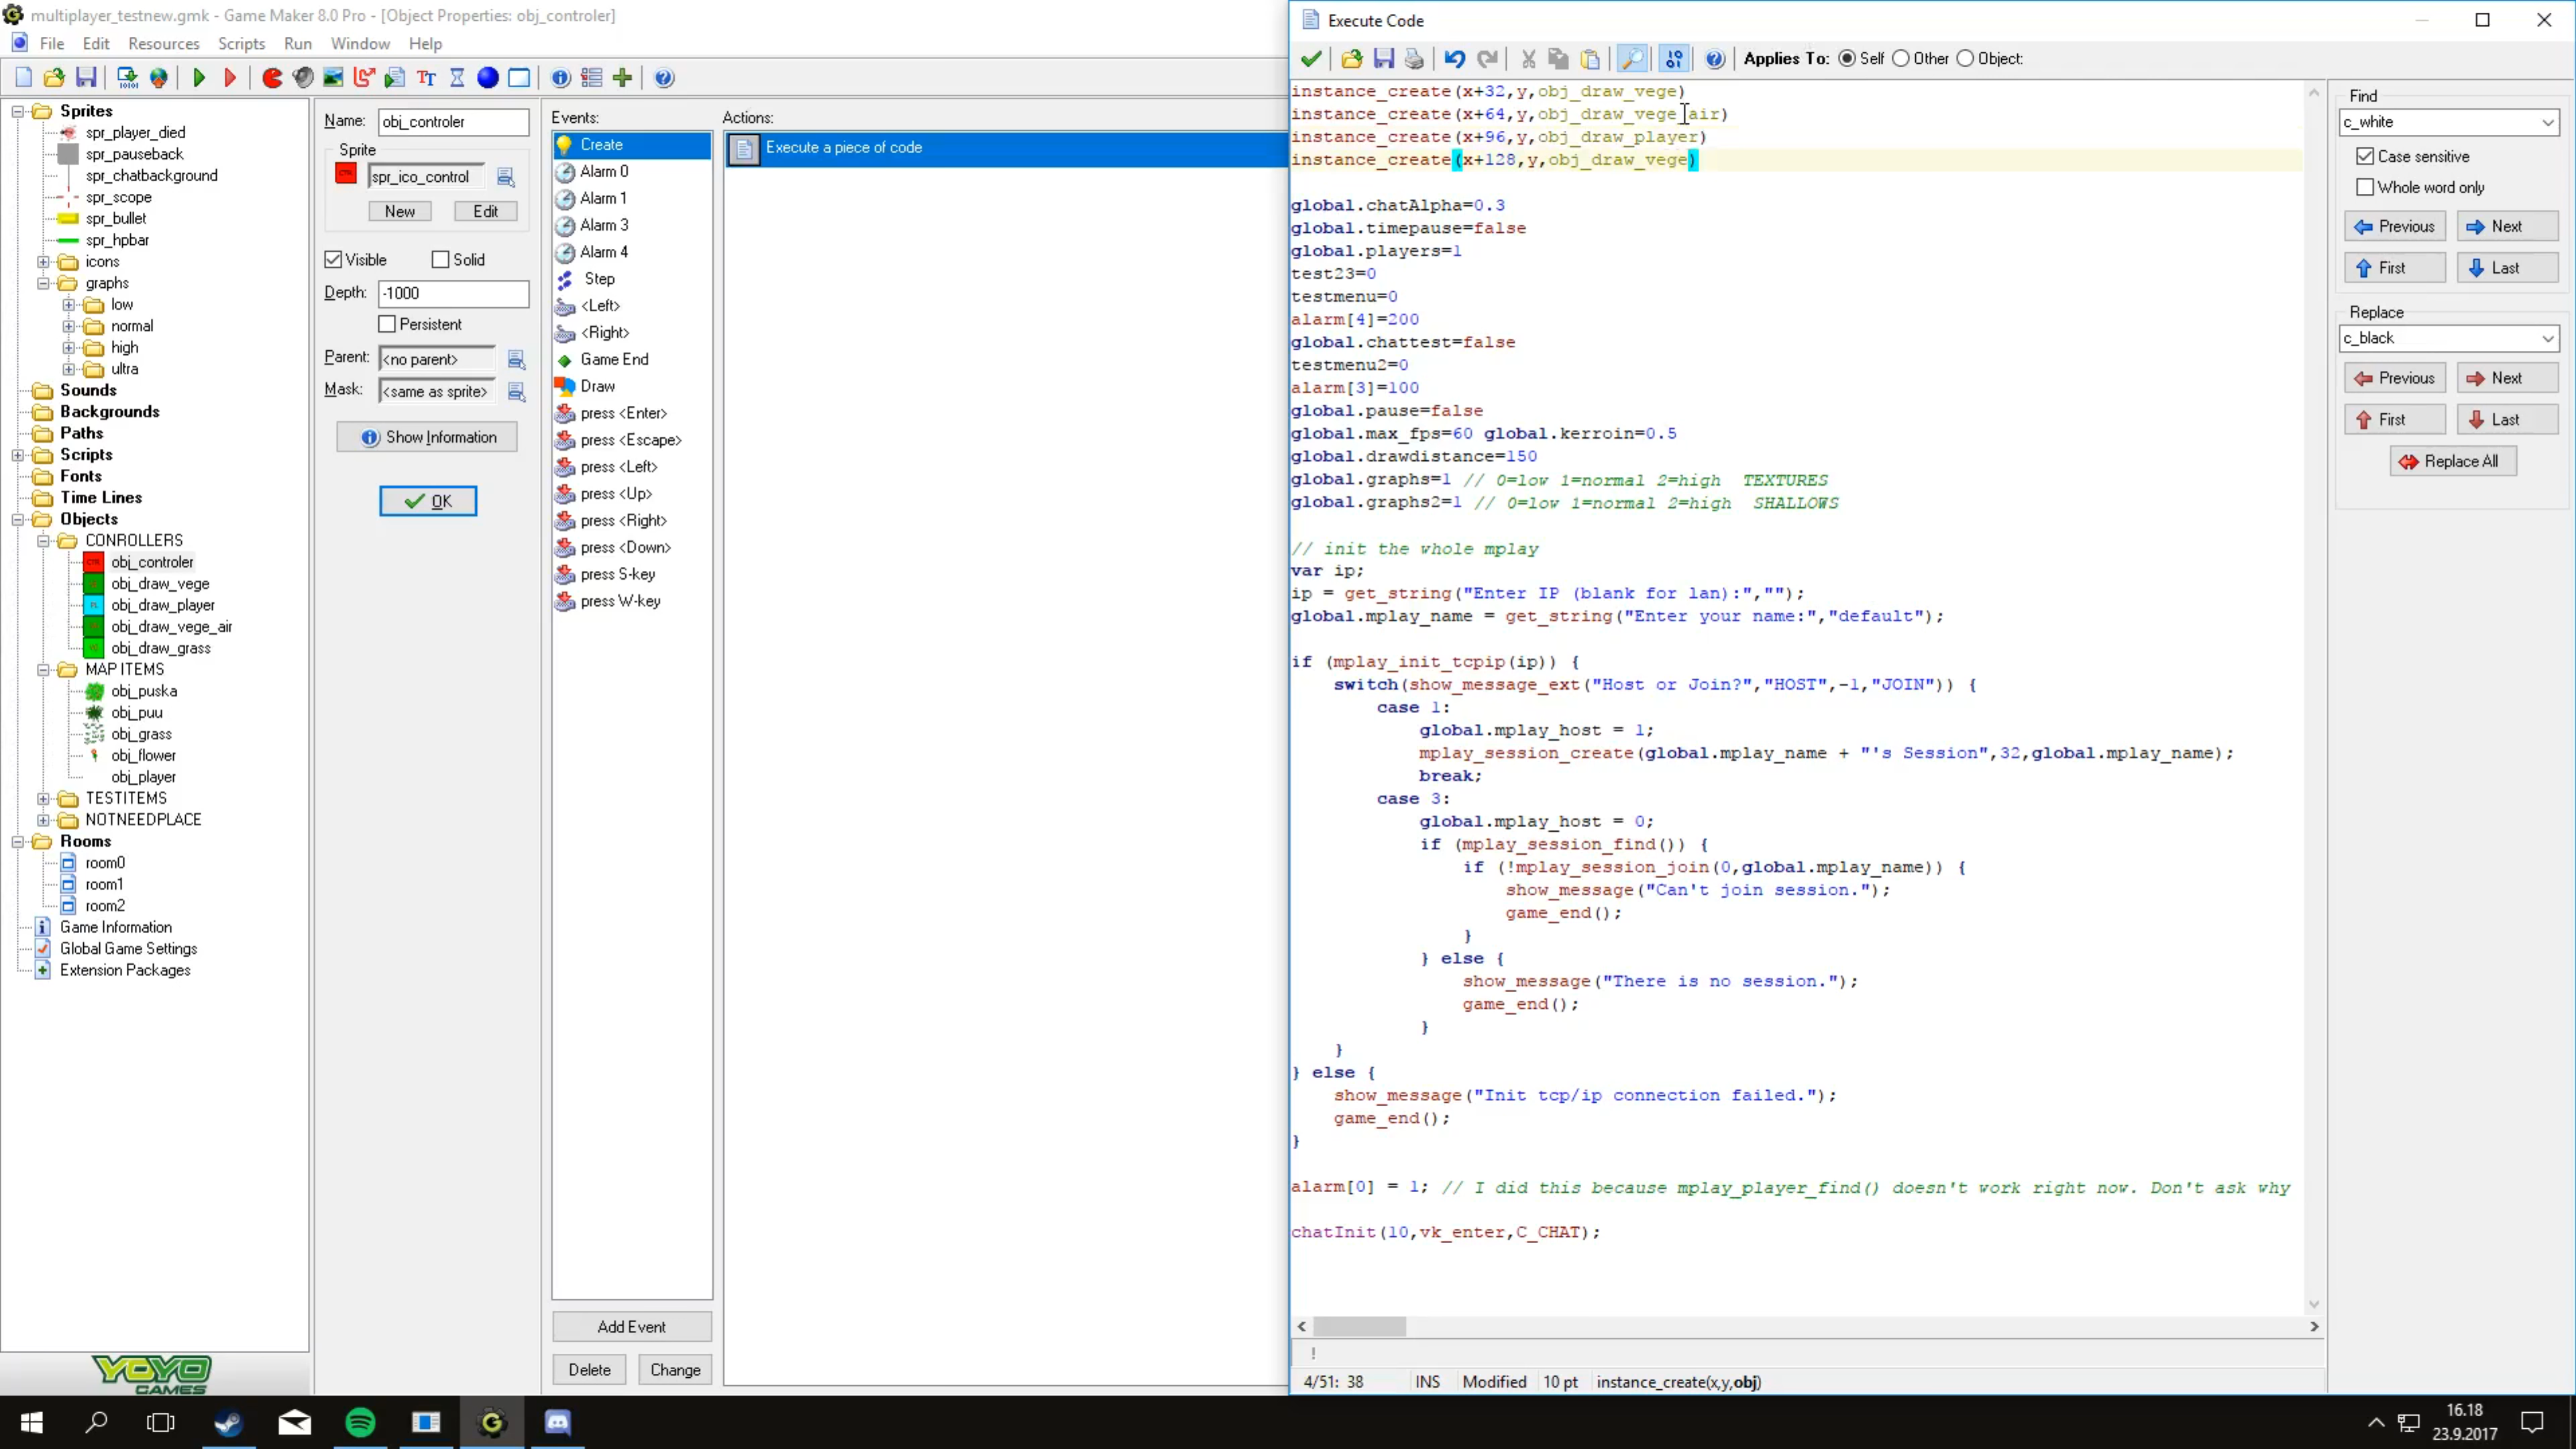 multiplayer_testnew.gmk - Game Maker 8.0 Pro - [Object Properties: obj_controler]
File Edit Resources Scripts Run Window Help
Sprites
spr_player_died
spr_pauseback
spr_chatbackground
spr_scope
spr_bullet
spr_hpbar
icons
graphs
low
normal
high
ultra
Sounds
Backgrounds
Paths
Scripts
Fonts
Time Lines
Objects
CONROLLERS
obj_controler
obj_draw_vege
obj_draw_player
obj_draw_vege_air
obj_draw_grass
MAP ITEMS
obj_puska
obj_puu
obj_grass
obj_flower
obj_player
TESTITEMS
NOTNEEDPLACE
Rooms
room0
room1
room2
Game Information
Global Game Settings
Extension Packages
YOYO
GAMES
Name: obj_controler
Sprite
spr_ico_control
New Edit
Visible Solid
Depth: -1000
Persistent
Parent: <no parent>
Mask: <same as sprite>
Show Information
OK
Events:
Create
Alarm 0
Alarm 1
Alarm 3
Alarm 4
Step
<Left>
<Right>
Game End
Draw
press <Enter>
press <Escape>
press <Left>
press <Up>
press <Right>
press <Down>
press S-key
press W-key
Add Event
Delete Change
Actions:
Execute a piece of code
Execute Code
Applies To: Self Other Object:
instance_create(x+32,y,obj_draw_vege)
instance_create(x+64,y,obj_draw_vege_air)
instance_create(x+96,y,obj_draw_player)
instance_create(x+128,y,obj_draw_vege)
global.chatAlpha=0.3
global.timepause=false
global.players=1
test23=0
testmenu=0
alarm[4]=200
global.chattest=false
testmenu2=0
alarm[3]=100
global.pause=false
global.max_fps=60 global.kerroin=0.5
global.drawdistance=150
global.graphs=1 // 0=low 1=normal 2=high  TEXTURES
global.graphs2=1 // 0=low 1=normal 2=high  SHALLOWS
// init the whole mplay
var ip;
ip = get_string("Enter IP (blank for lan):","");
global.mplay_name = get_string("Enter your name:","default");
if (mplay_init_tcpip(ip)) {
switch(show_message_ext("Host or Join?","HOST",-1,"JOIN")) {
case 1:
global.mplay_host = 1;
mplay_session_create(global.mplay_name + "'s Session",32,global.mplay_name);
break;
case 3:
global.mplay_host = 0;
if (mplay_session_find()) {
if (!mplay_session_join(0,global.mplay_name)) {
show_message("Can't join session.");
game_end();
}
} else {
show_message("There is no session.");
game_end();
}
}
} else {
show_message("Init tcp/ip connection failed.");
game_end();
}
alarm[0] = 1; // I did this because mplay_player_find() doesn't work right now. Don't ask why
chatInit(10,vk_enter,C_CHAT);
!
4/51: 38 INS Modified 10 pt instance_create(x,y,obj)
Find
c_white
Case sensitive
Whole word only
Previous Next
First Last
Replace
c_black
Previous Next
First Last
Replace All
16.18
23.9.2017